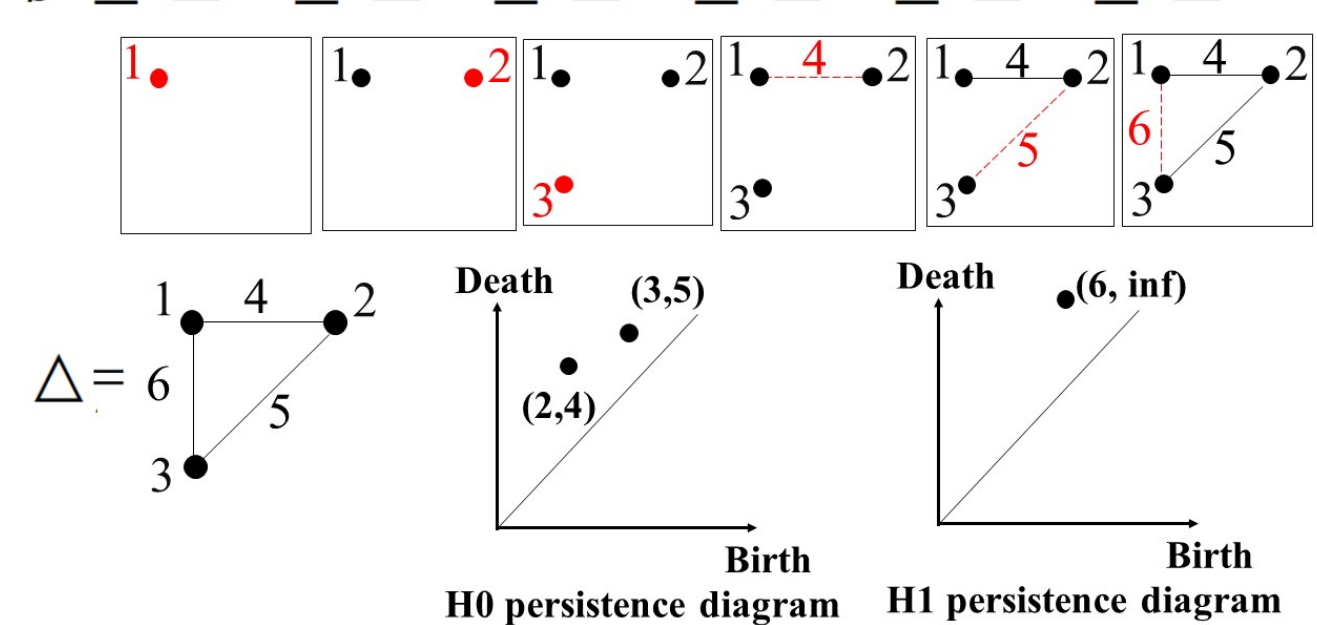 1
1 2
1 2
3
1 4 2
3
1 4 2
5
3
1 4 2
6
5
3
1 4 2
△= 6
5
3
Death
(3,5)
(2,4)
Birth
H0 persistence diagram
Death
(6, inf)
Birth
H1 persistence diagram